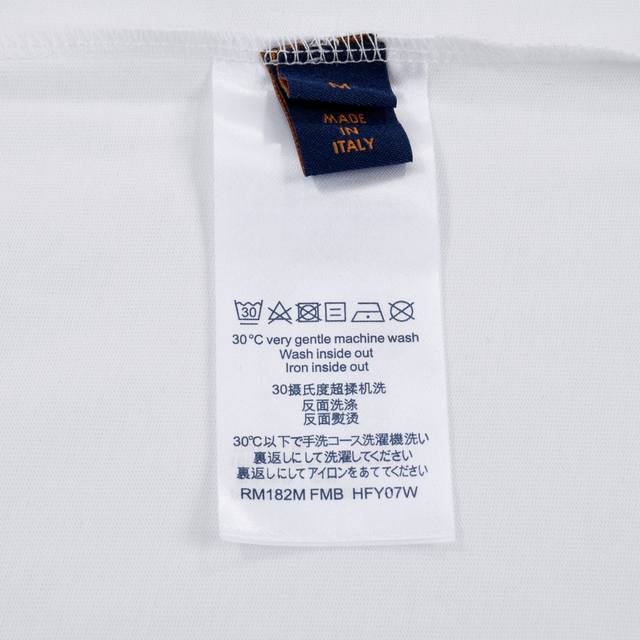 M
MADE
IN
ITALY
30
30°C very gentle machine wash
Wash inside out
Iron inside out
30摄氏度超揉机洗
反面洗涤
反面熨烫
30℃以下で手洗コース洗濯機洗い
裏返しにして洗濯してください
裏返しにしてアイロンをあててください
RM182M FMB HFY07W